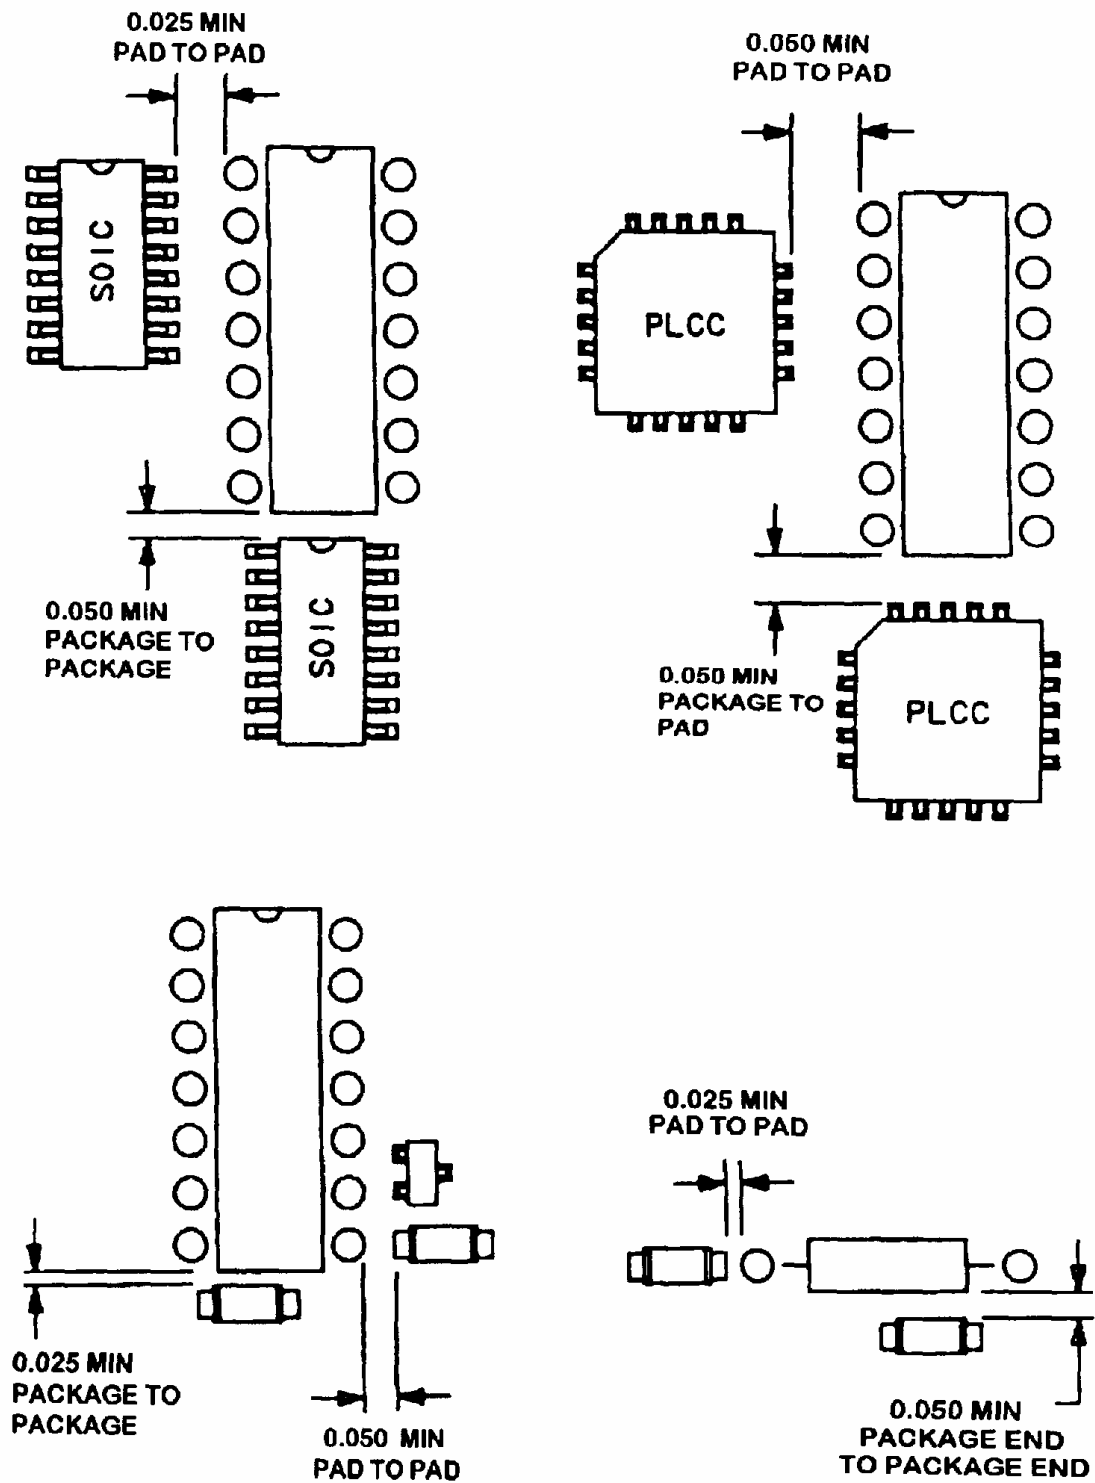 0.025 MIN
PAD TO PAD
0.050 MIN
PAD TO PAD
SOIC
PLCC
0.050 MIN
PACKAGE TO
PACKAGE
SOIC
0.050 MIN
PACKAGE TO
PAD
PLCC
0.025 MIN
PAD TO PAD
0.025 MIN
PACKAGE TO
PACKAGE
0.050 MIN
PAD TO PAD
0.050 MIN
PACKAGE END
TO PACKAGE END